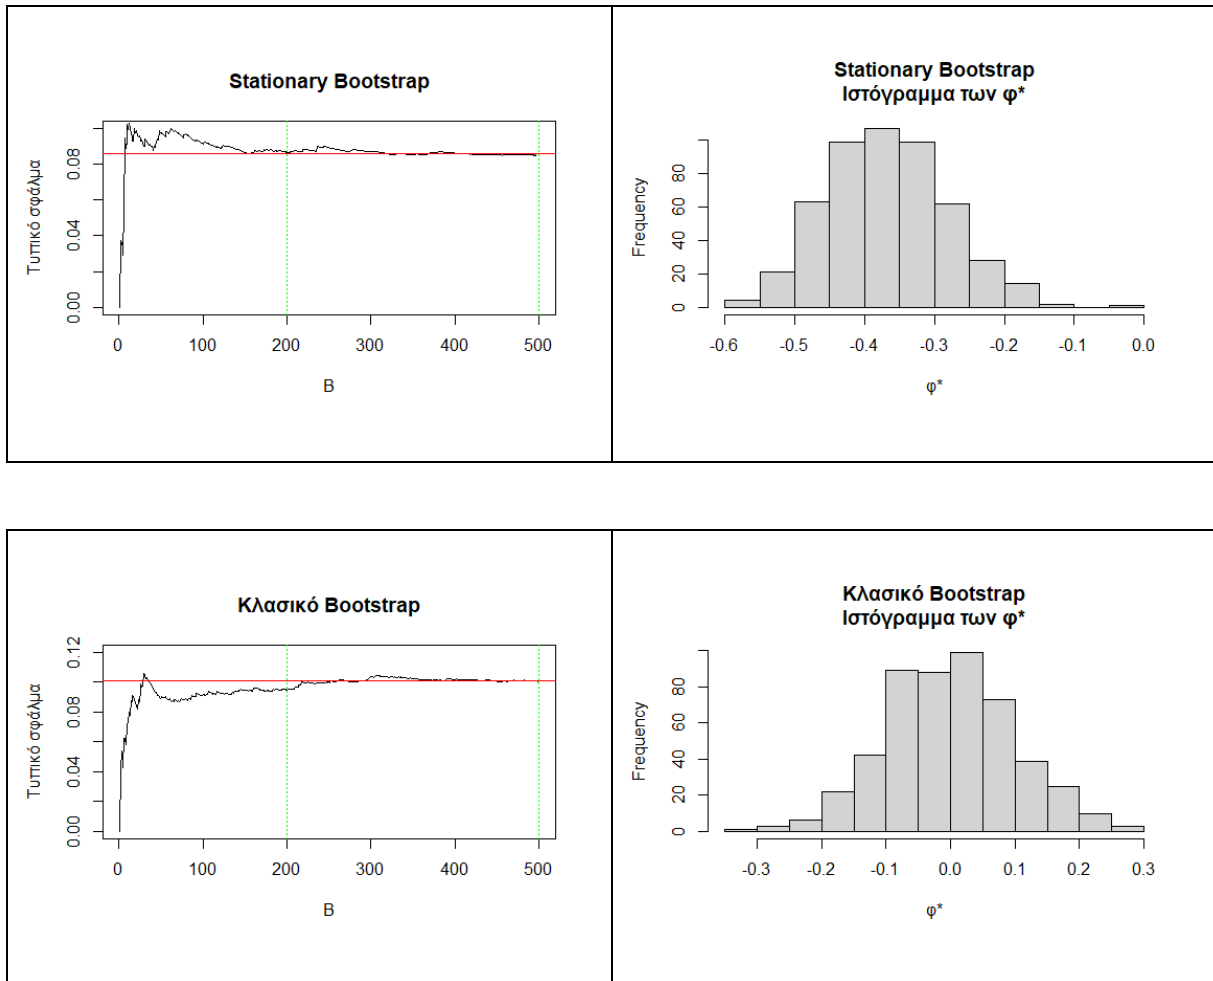 Stationary Bootstrap
Τυπικό σφάλμα
0.00 0.04 0.08
0 100 200 300 400 500
B
Stationary Bootstrap
Ιστόγραμμα των φ*
Frequency
0 20 40 60 80
-0.6 -0.5 -0.4 -0.3 -0.2 -0.1 0.0
φ*
Κλασικό Bootstrap
Τυπικό σφάλμα
0.00 0.04 0.08 0.12
0 100 200 300 400 500
B
Κλασικό Bootstrap
Ιστόγραμμα των φ*
Frequency
0 20 40 60 80
-0.3 -0.2 -0.1 0.0 0.1 0.2 0.3
φ*